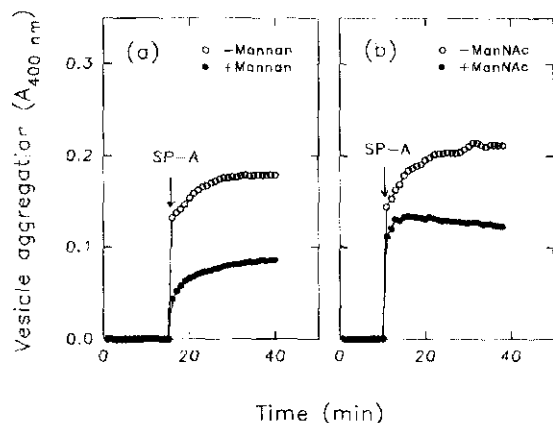 Vesicle aggregation (A400 nm)
0.3
0.2
0.1
0.0
(a)
○ −Mannan
● +Mannan
SP−A
0
20
40
(b)
○ −ManNAc
● +ManNAc
SP−A
0
20
40
Time (min)